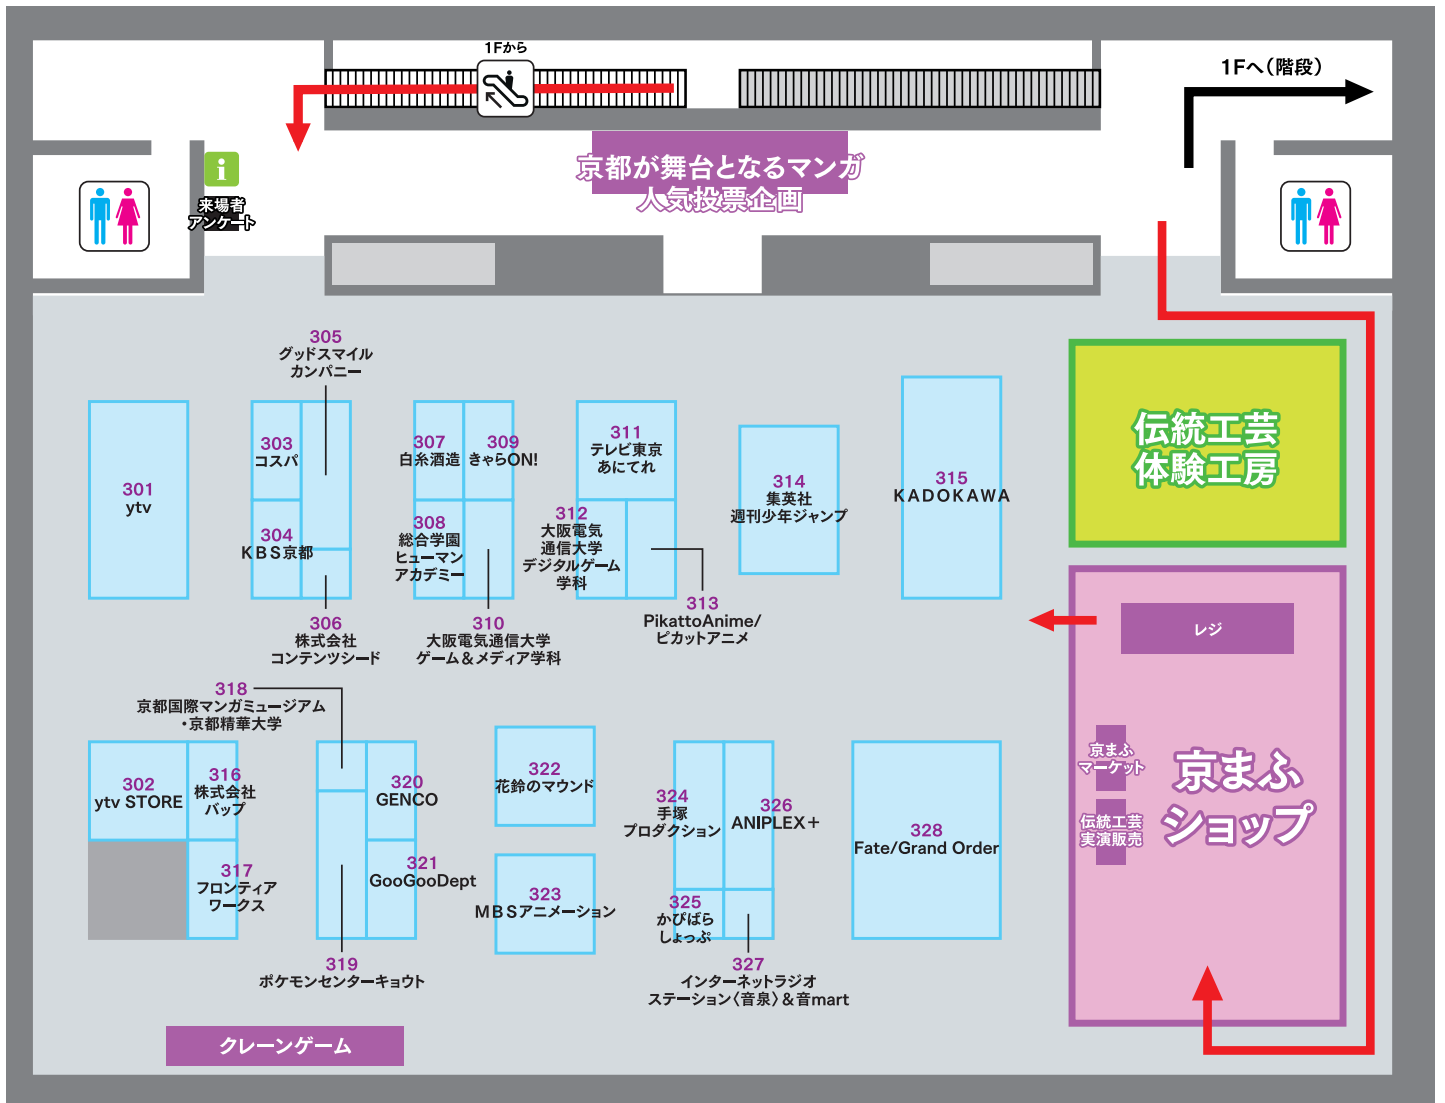 1Fから
1Fへ（階段）
京都が舞台となるマンガ
人気投票企画
i
来場者
アンケート
305
グッドスマイル
カンパニー
伝統工芸
体験工房
303
コスパ
307
白糸酒造
309
きゃらON!
311
テレビ東京
あにてれ
301
ytv
314
集英社
週刊少年ジャンプ
315
KADOKAWA
304
KBS京都
308
総合学園
ヒューマン
アカデミー
312
大阪電気
通信大学
デジタルゲーム
学科
306
株式会社
コンテンツシード
310
大阪電気通信大学
ゲーム＆メディア学科
313
PikattoAnime/
ピカットアニメ
レジ
318
京都国際マンガミュージアム
・京都精華大学
302
ytv STORE
316
株式会社
バップ
320
GENCO
322
花鈴のマウンド
324
手塚
プロダクション
326
ANIPLEX＋
328
Fate/Grand Order
京まふ
マーケット
伝統工芸
実演販売
京まふ
ショップ
317
フロンティア
ワークス
321
GooGooDept
323
MBSアニメーション
325
かぴばら
しょっぷ
319
ポケモンセンターキョウト
327
インターネットラジオ
ステーション〈音泉〉＆音mart
クレーンゲーム